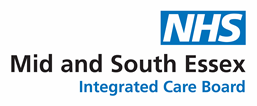 NHS
Mid and South Essex
Integrated Care Board